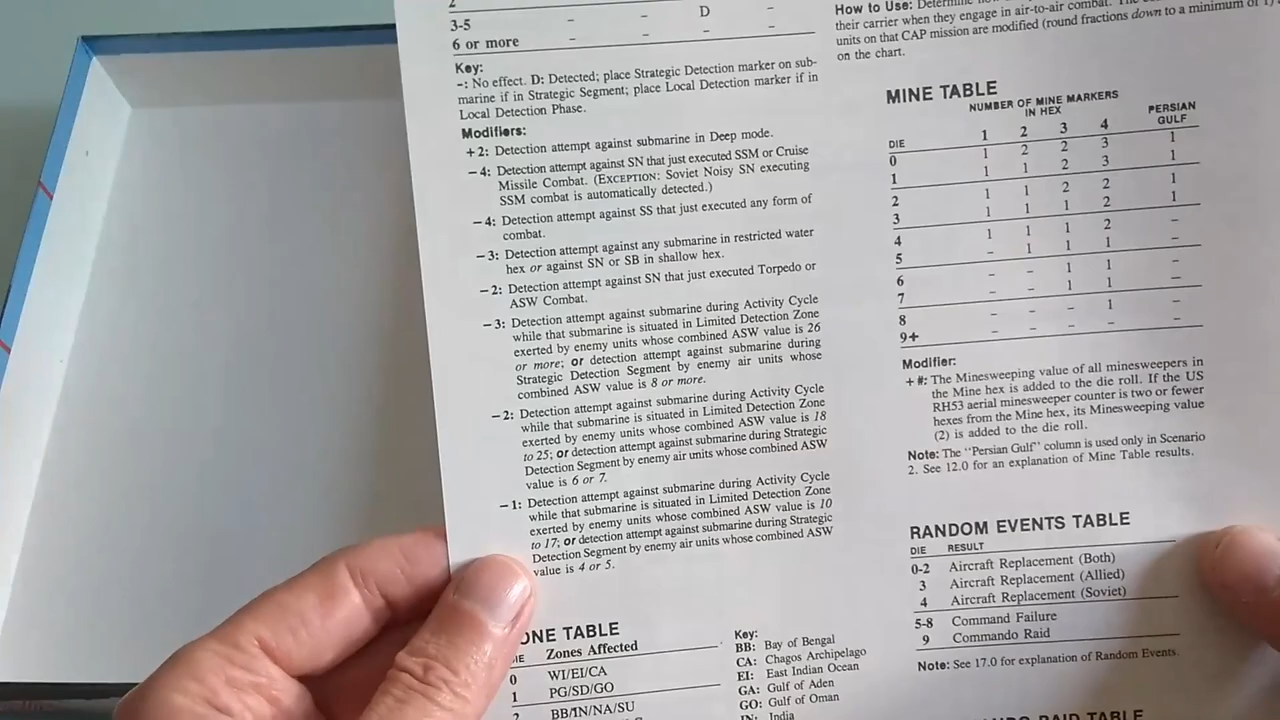 2
3-5 – – D –
6 or more – – – –
Key:
-: No effect. D: Detected; place Strategic Detection marker on sub-
marine if in Strategic Segment; place Local Detection marker if in
Local Detection Phase.
Modifiers:
+2: Detection attempt against submarine in Deep mode.
–4: Detection attempt against SN that just executed SSM or Cruise
Missile Combat. (EXCEPTION: Soviet Noisy SN executing
SSM combat is automatically detected.)
–4: Detection attempt against SS that just executed any form of
combat.
–3: Detection attempt against any submarine in restricted water
hex or against SN or SB in shallow hex.
–2: Detection attempt against SN that just executed Torpedo or
ASW Combat.
–3: Detection attempt against submarine during Activity Cycle
while that submarine is situated in Limited Detection Zone
exerted by enemy units whose combined ASW value is 26
or more; or detection attempt against submarine during
Strategic Detection Segment by enemy air units whose
combined ASW value is 8 or more.
–2: Detection attempt against submarine during Activity Cycle
while that submarine is situated in Limited Detection Zone
exerted by enemy units whose combined ASW value is 18
to 25; or detection attempt against submarine during Strategic
Detection Segment by enemy air units whose combined ASW
value is 6 or 7.
–1: Detection attempt against submarine during Activity Cycle
while that submarine is situated in Limited Detection Zone
exerted by enemy units whose combined ASW value is 10
to 17; or detection attempt against submarine during Strategic
Detection Segment by enemy air units whose combined ASW
value is 4 or 5.
ONE TABLE
IE Zones Affected
0 WI/EI/CA
1 PG/SD/GO
2 BB/IN/NA/SU
Key:
BB: Bay of Bengal
CA: Chagos Archipelago
EI: East Indian Ocean
GA: Gulf of Aden
GO: Gulf of Oman
IN: India
How to Use: Determine
their carrier when they engage in air-to-air combat. The
units on that CAP mission are modified (round fractions down to a minimum of 1)
on the chart.
MINE TABLE
NUMBER OF MINE MARKERS
IN HEX
PERSIAN
GULF
DIE 1 2 3 4
0 1 2 2 3 1
1 1 1 2 3 1
2 1 1 2 2 1
3 1 1 1 2 1
4 1 1 1 2 –
5 – 1 1 1 –
6 – – 1 1 –
7 – – 1 1 –
8 – – – 1 –
9+ – – – – –
Modifier:
+ #: The Minesweeping value of all minesweepers in
the Mine hex is added to the die roll. If the US
RH53 aerial minesweeper counter is two or fewer
hexes from the Mine hex, its Minesweeping value
(2) is added to the die roll.
Note: The "Persian Gulf" column is used only in Scenario
2. See 12.0 for an explanation of Mine Table results.
RANDOM EVENTS TABLE
DIE RESULT
0-2 Aircraft Replacement (Both)
3 Aircraft Replacement (Allied)
4 Aircraft Replacement (Soviet)
5-8 Command Failure
9 Commando Raid
Note: See 17.0 for explanation of Random Events.
RAID TABLE